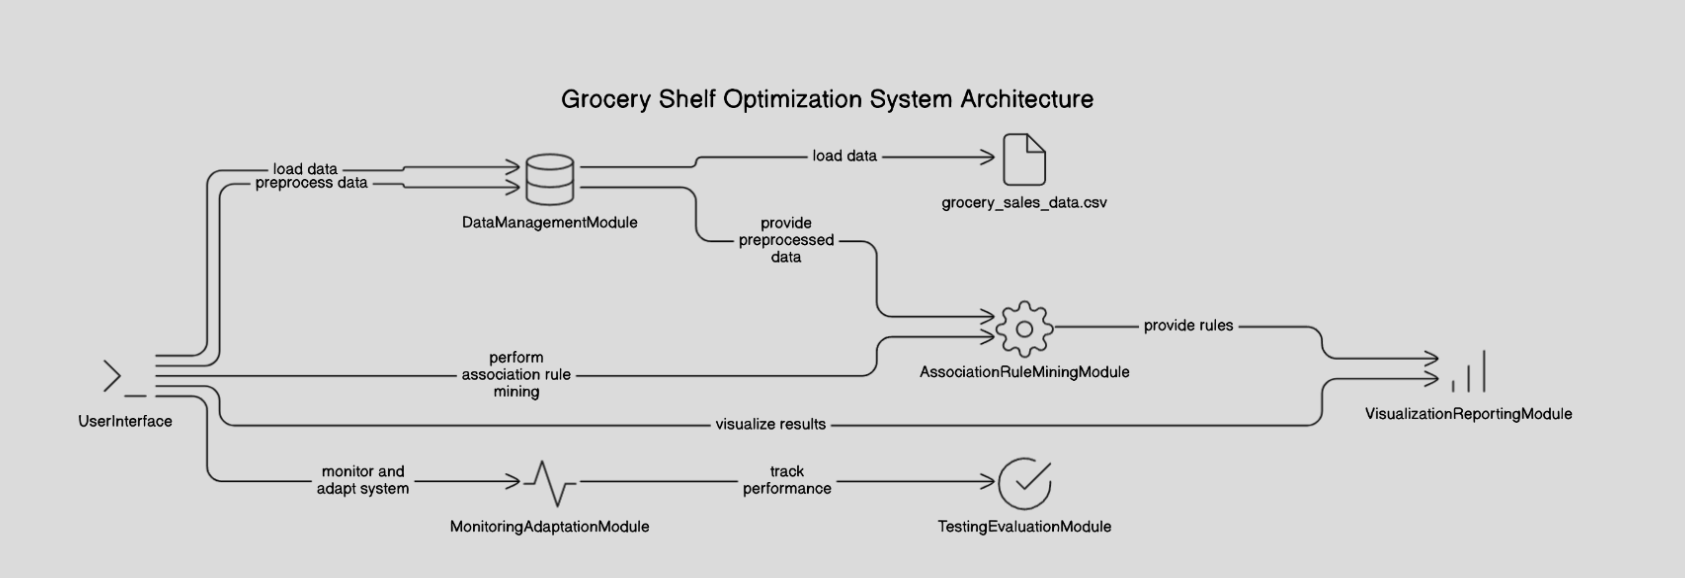 Grocery Shelf Optimization System Architecture
load data
preprocess data
DataManagementModule
load data
grocery_sales_data.csv
provide
preprocessed
data
perform
association rule
mining
AssociationRuleMiningModule
provide rules
VisualizationReportingModule
UserInterface
visualize results
monitor and
adapt system
MonitoringAdaptationModule
track
performance
TestingEvaluationModule